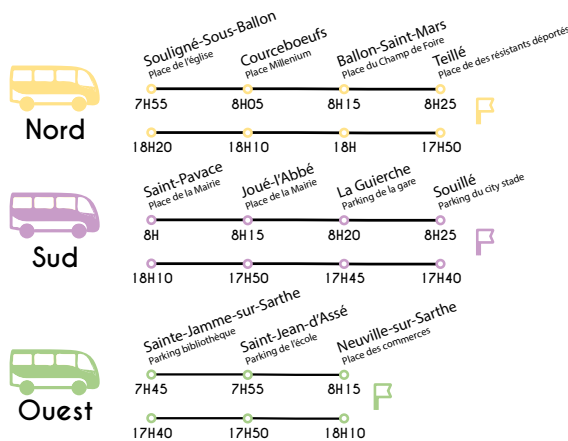 Souligné-Sous-Ballon
Place de l'église
Courceboeufs
Place Millenium
Ballon-Saint-Mars
Place du Champ de Foire
Teillé
Place de des résistants déportés
Nord
7H55 8H05 8H15 8H25
18H20 18H10 18H 17H50
Saint-Pavace
Place de la Mairie
Joué-l'Abbé
Place de la Mairie
La Guierche
Parking de la gare
Souillé
Parking du city stade
Sud
8H 8H15 8H20 8H25
18H10 17H50 17H45 17H40
Sainte-Jamme-sur-Sarthe
Parking bibliothèque
Saint-Jean-d'Assé
Parking de l'école
Neuville-sur-Sarthe
Place des commerces
Ouest
7H45 7H55 8H15
17H40 17H50 18H10